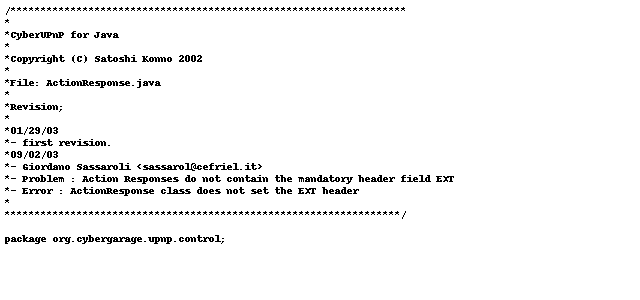 /******************************************************************
*
*CyberUPnP for Java
*
*Copyright (C) Satoshi Konno 2002
*
*File: ActionResponse.java
*
*Revision;
*
*01/29/03
*- first revision.
*09/02/03
*- Giordano Sassaroli <sassarol@cefriel.it>
*- Problem : Action Responses do not contain the mandatory header field EXT
*- Error : ActionResponse class does not set the EXT header
*
******************************************************************/
package org.cybergarage.upnp.control;